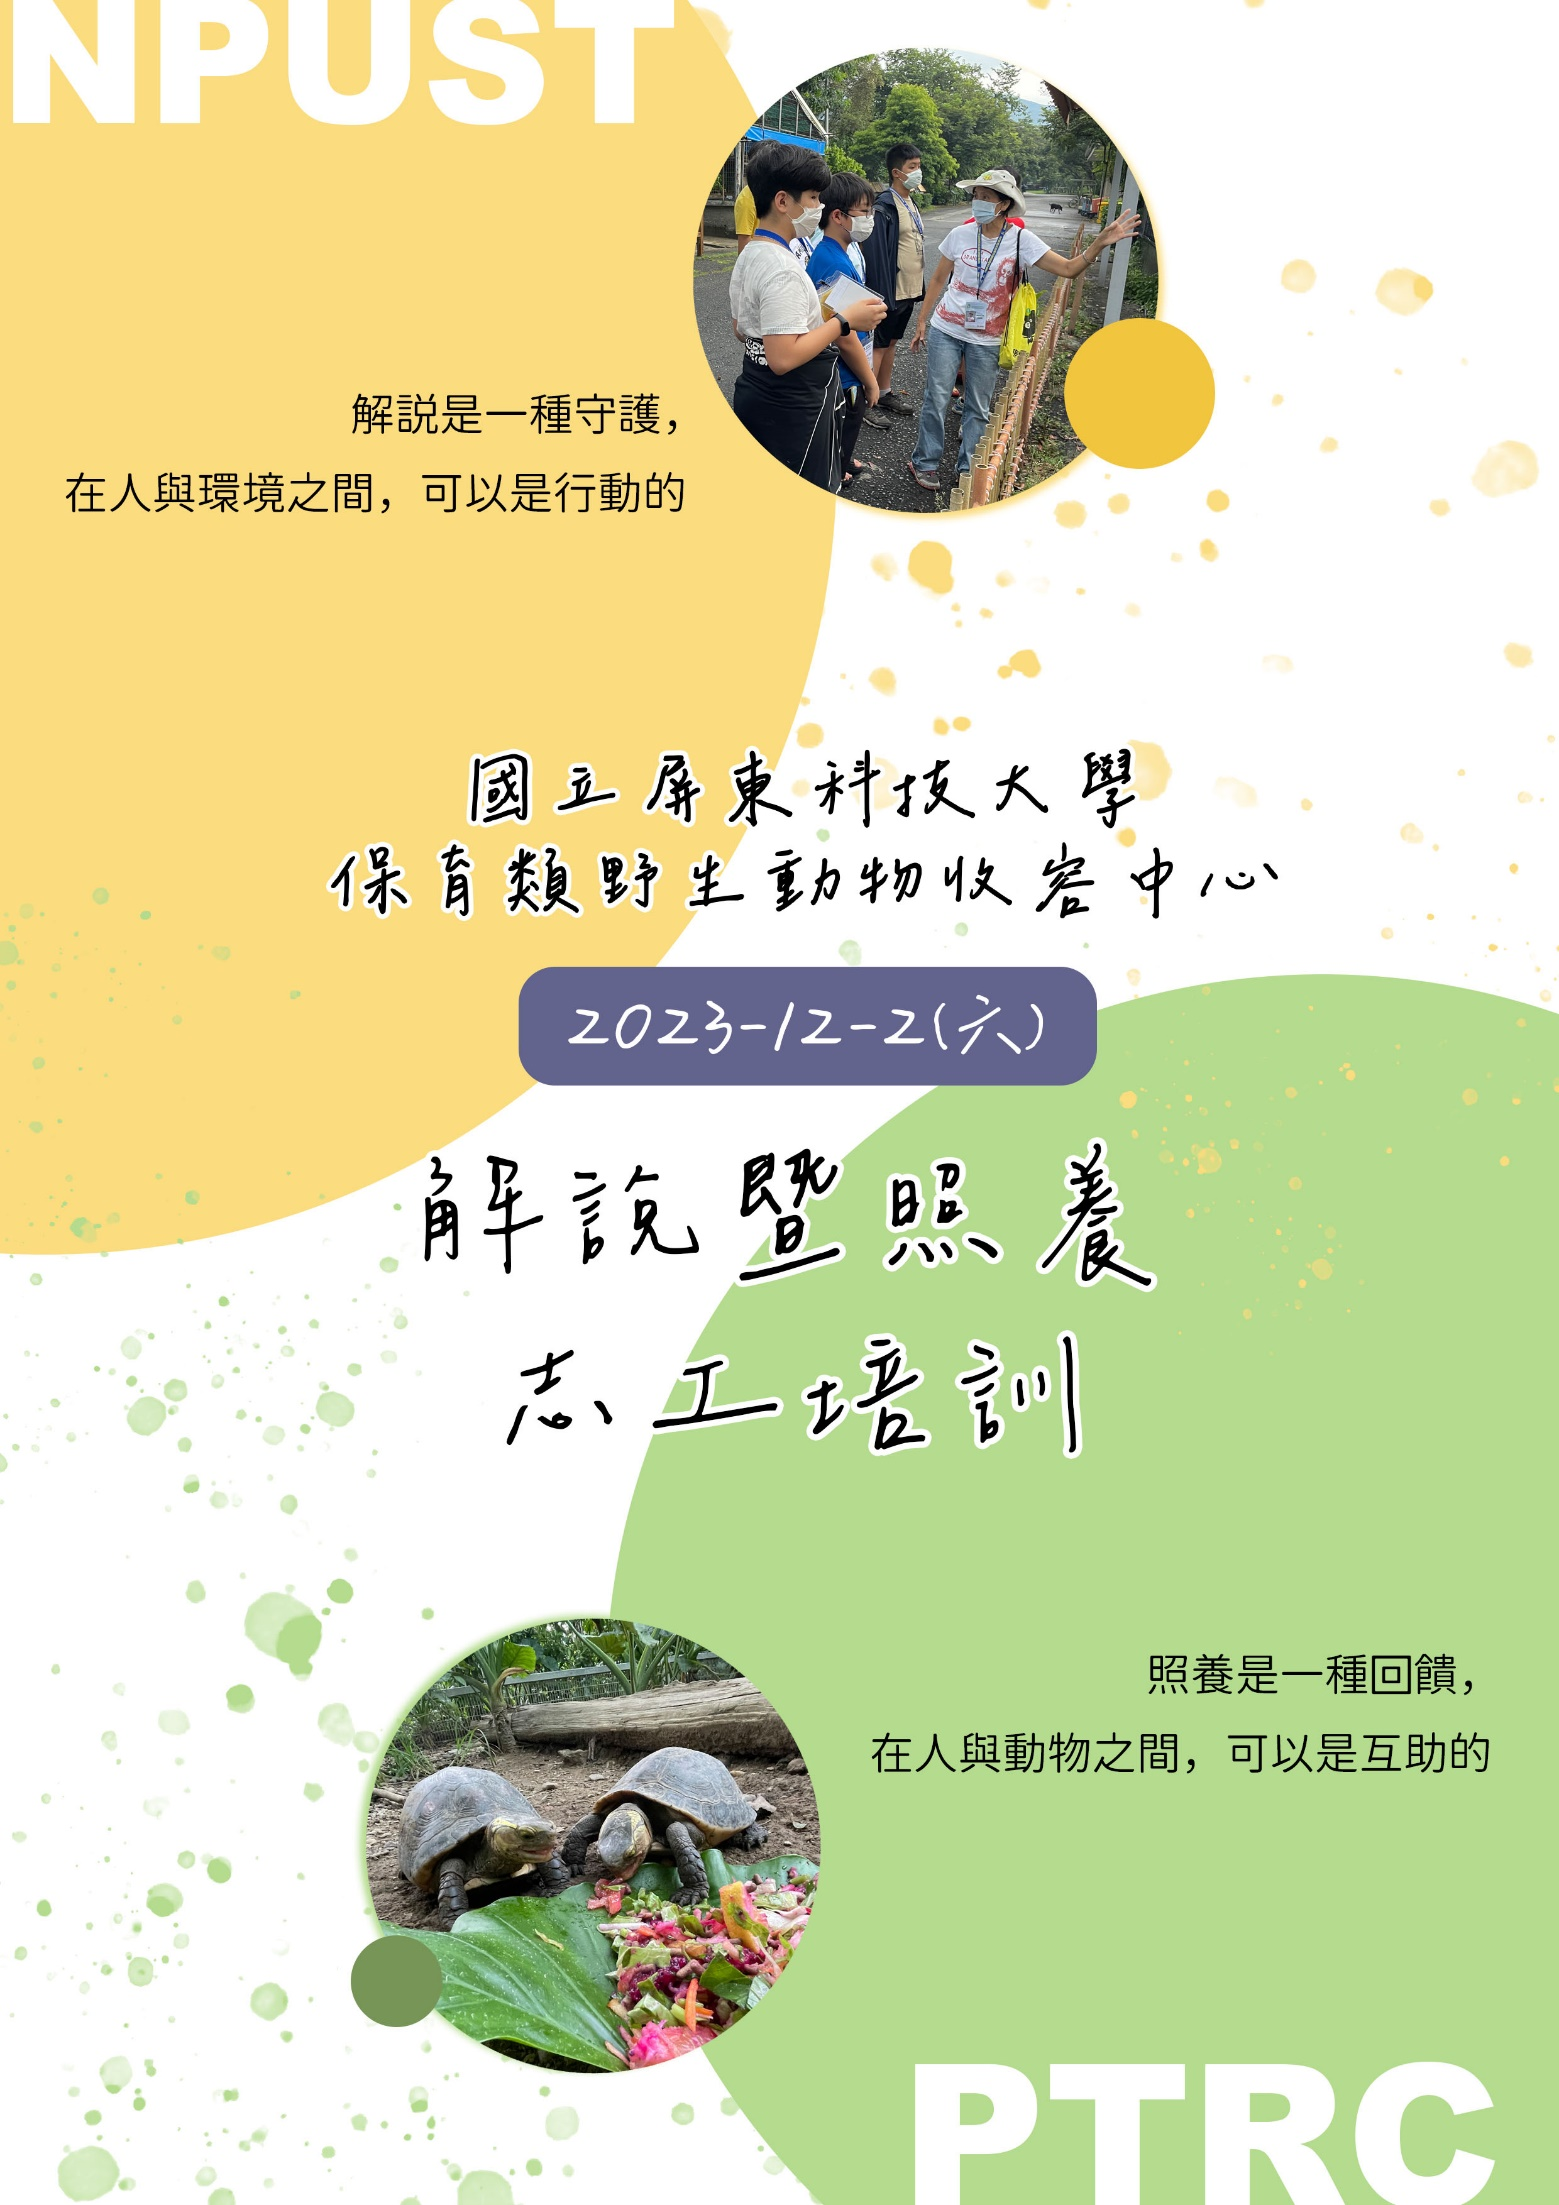 NPUST
解説是一種守護，
在人與環境之間，可以是行動的
國立屏東科技大學
保育類野生動物收容中心
2023-12-2(六)
解說暨照養
志工培訓
照養是一種回饋，
在人與動物之間，可以是互助的
PTRC